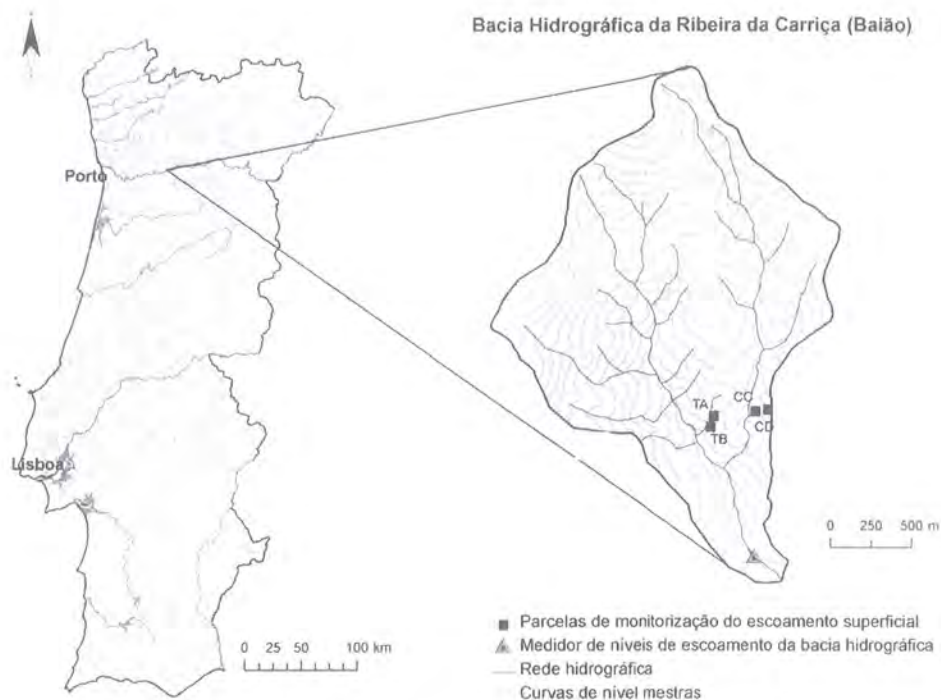 Bacia Hidrográfica da Ribeira da Carriça (Baião)
Porto
Lisboa
0 25 50 100 km
TA
TB
CC
CD
0 250 500 m
Parcelas de monitorização do escoamento superficial
Medidor de níveis de escoamento da bacia hidrográfica
Rede hidrográfica
Curvas de nível mestras